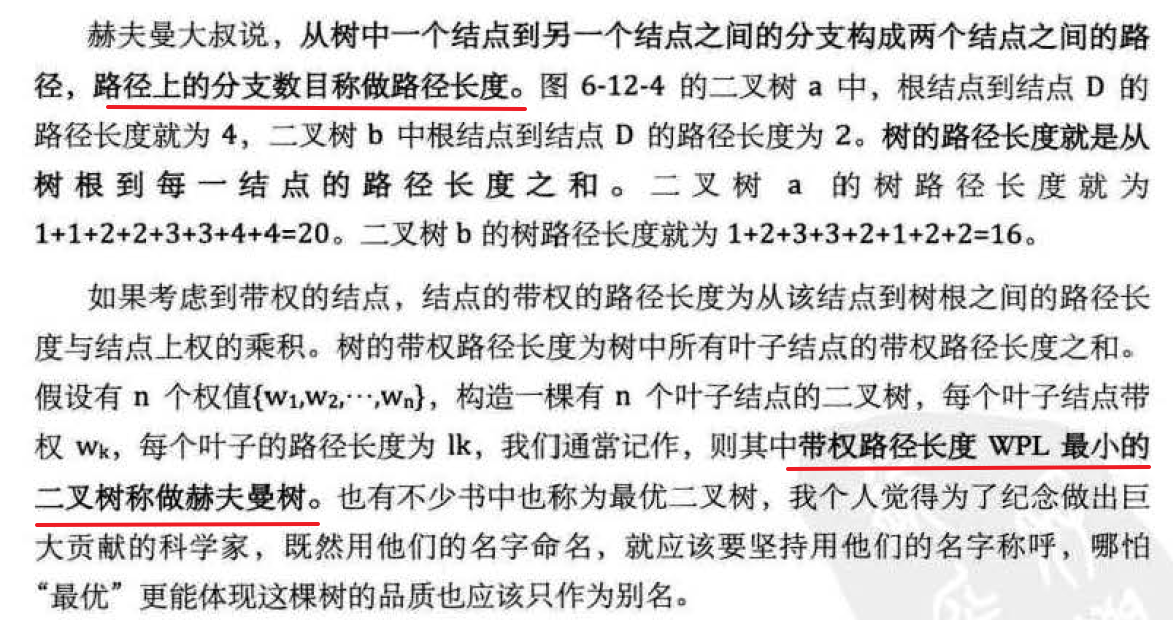 赫夫曼大叔说，从树中一个结点到另一个结点之间的分支构成两个结点之间的路
径，路径上的分支数目称做路径长度。图 6-12-4 的二叉树 a 中，根结点到结点 D 的
路径长度就为 4，二叉树 b 中根结点到结点 D 的路径长度为 2。树的路径长度就是从
树根到每一结点的路径长度之和。二叉树 a 的树路径长度就为
1+1+2+2+3+3+4+4=20。二叉树 b 的树路径长度就为 1+2+3+3+2+1+2+2=16。
如果考虑到带权的结点，结点的带权的路径长度为从该结点到树根之间的路径长
度与结点上权的乘积。树的带权路径长度为树中所有叶子结点的带权路径长度之和。
假设有 n 个权值{w1,w2,…,wn}，构造一棵有 n 个叶子结点的二叉树，每个叶子结点带
权 wk，每个叶子的路径长度为 lk，我们通常记作，则其中带权路径长度 WPL 最小的
二叉树称做赫夫曼树。也有不少书中也称为最优二叉树，我个人觉得为了纪念做出巨
大贡献的科学家，既然用他们的名字命名，就应该要坚持用他们的名字称呼，哪怕
“最优”更能体现这棵树的品质也应该只作为别名。